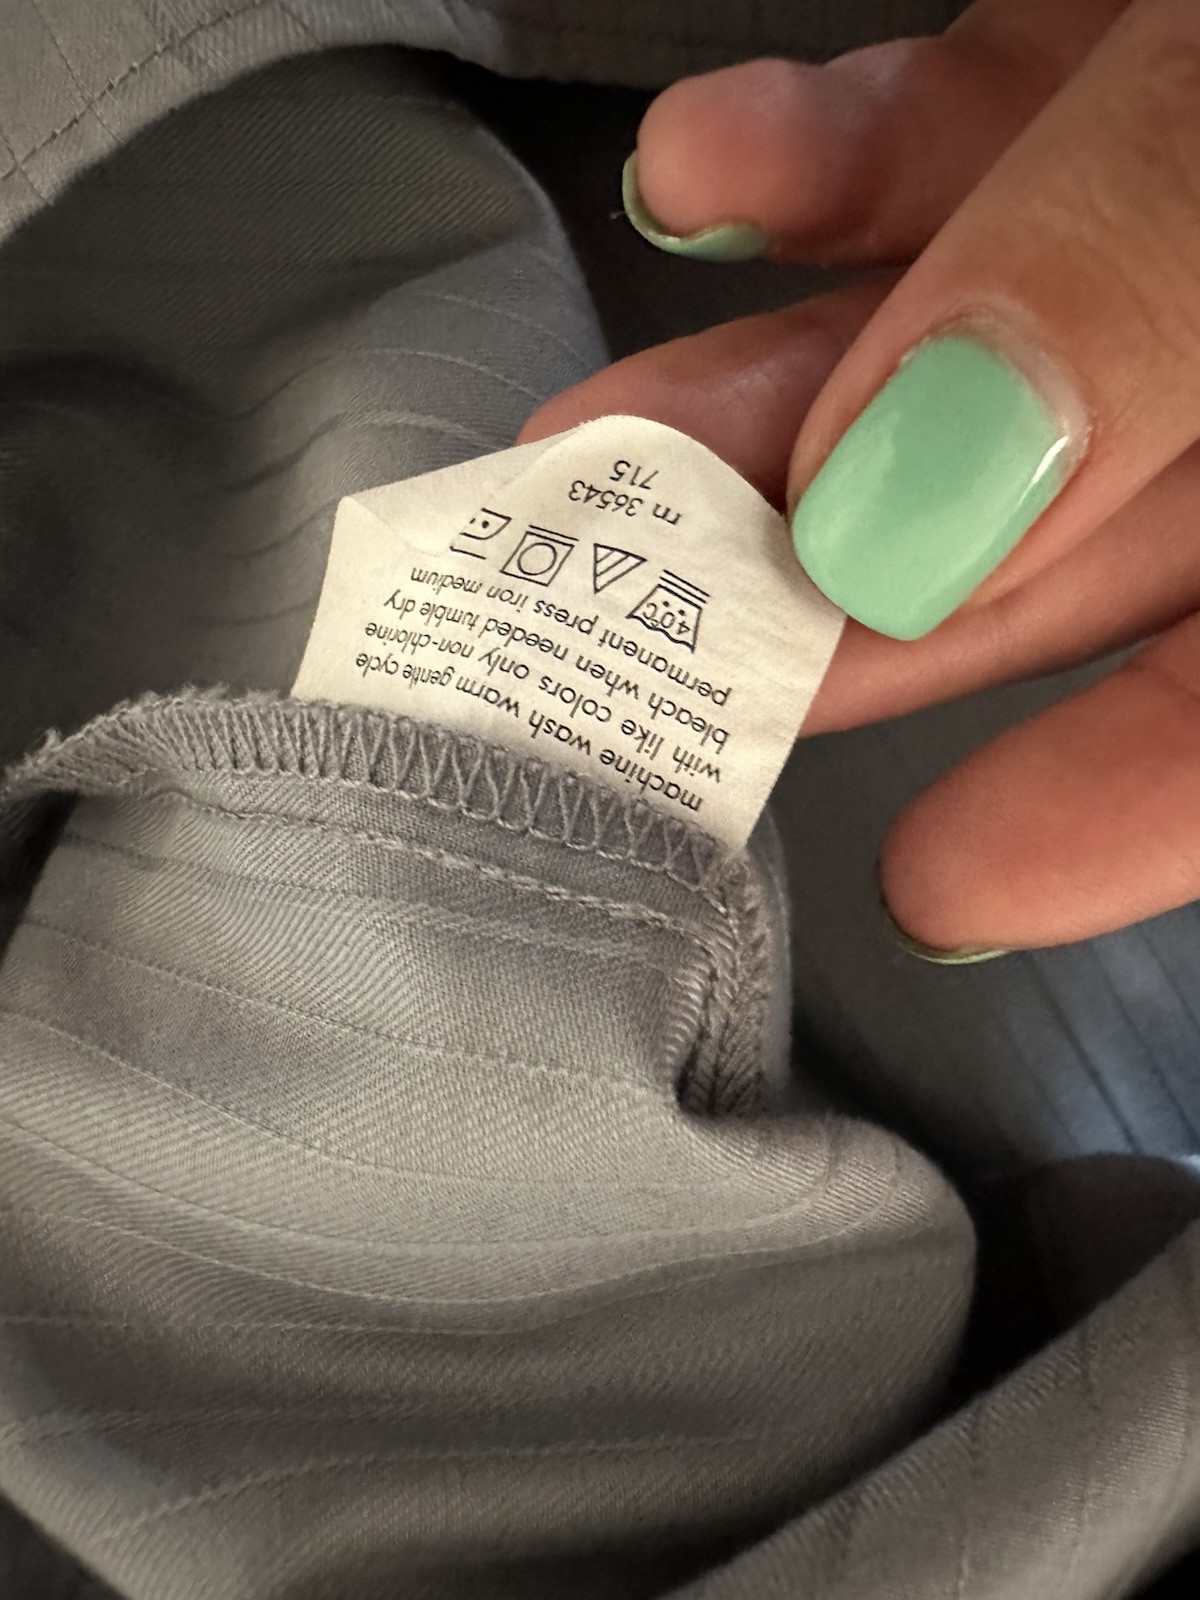 machine wash warm gentle cycle
with like colors only non-chlorine
bleach when needed tumble dry
permanent press iron medium
40°C
rn 36543
715